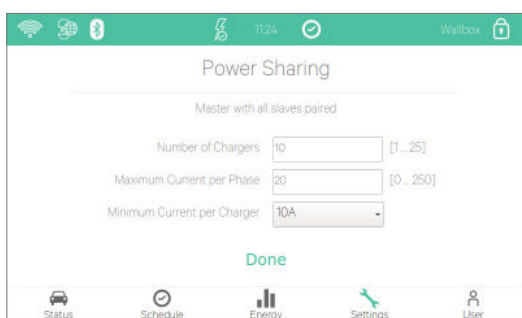 11:24 Wallbox
Power Sharing
Master with all slaves paired
Number of Chargers 10 [1 ... 25]
Maximum Current per Phase 20 [0 ... 250]
Minimum Current per Charger 10A
Done
Status Schedule Energy Settings User